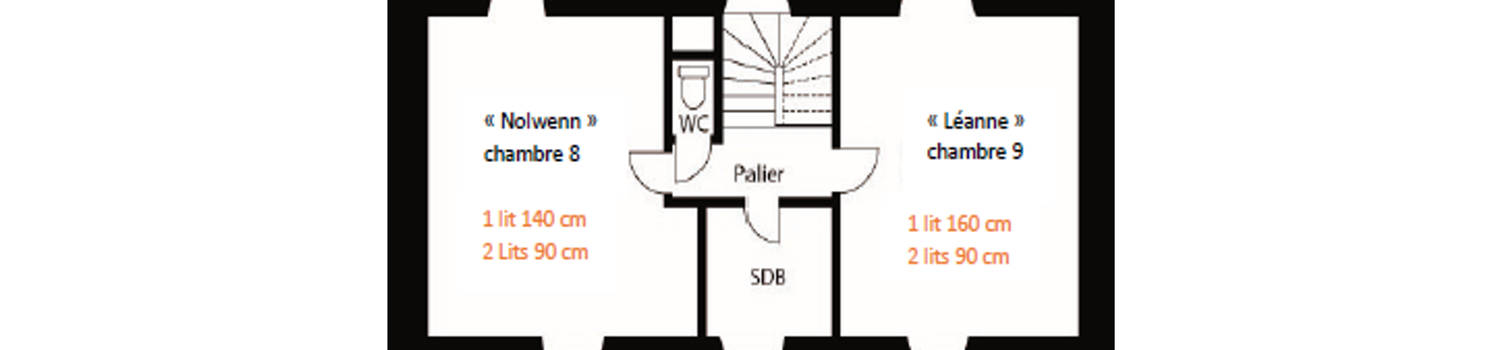 « Nolwenn »
chambre 8
1 lit 140 cm
2 Lits 90 cm
WC
Palier
SDB
« Léanne »
chambre 9
1 lit 160 cm
2 lits 90 cm